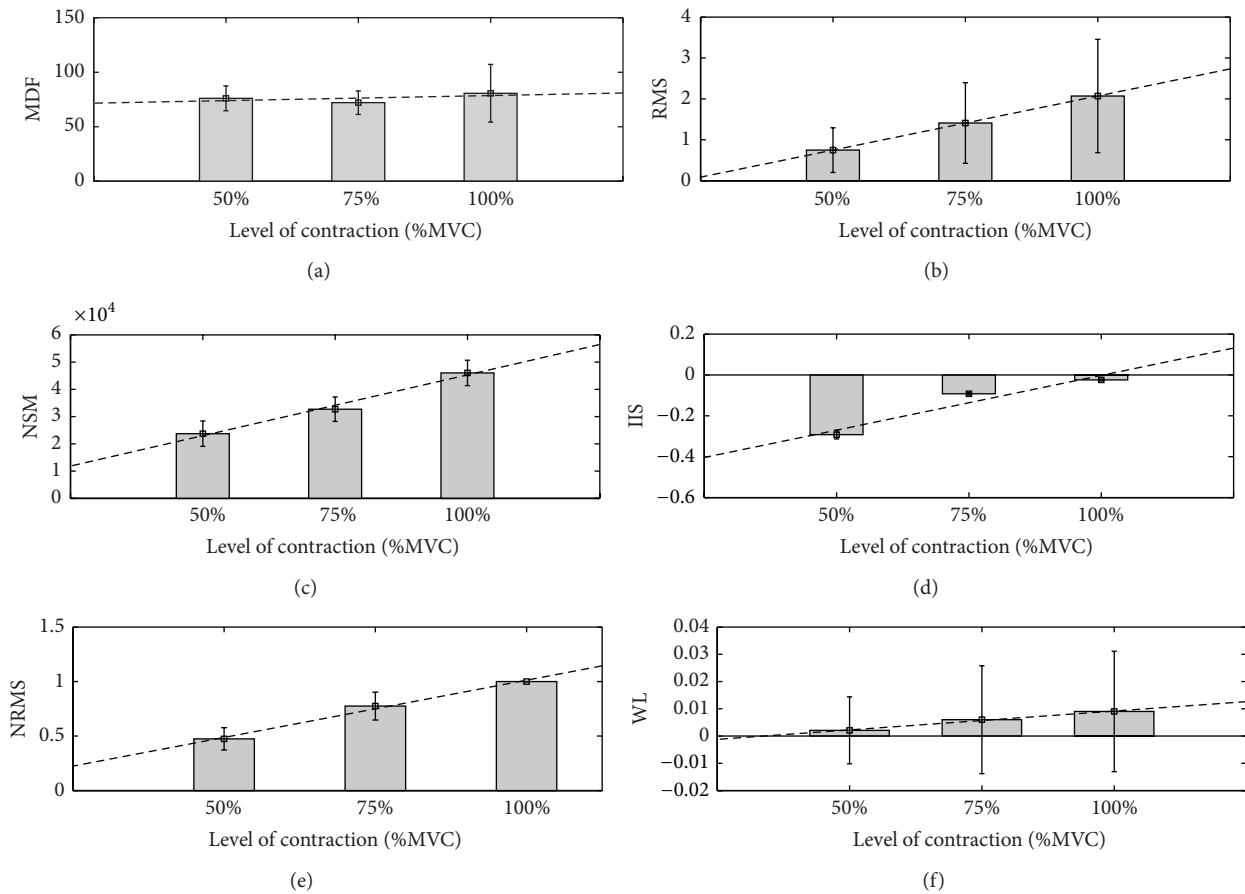 150
100
50
0
MDF
50%
75%
100%
Level of contraction (%MVC)
(a)
4
3
2
1
0
RMS
50%
75%
100%
Level of contraction (%MVC)
(b)
×10⁴
6
5
4
3
2
1
0
NSM
50%
75%
100%
Level of contraction (%MVC)
(c)
0.2
0
−0.2
−0.4
−0.6
IIS
50%
75%
100%
Level of contraction (%MVC)
(d)
1.5
1
0.5
0
NRMS
50%
75%
100%
Level of contraction (%MVC)
(e)
0.04
0.03
0.02
0.01
0
−0.01
−0.02
WL
50%
75%
100%
Level of contraction (%MVC)
(f)